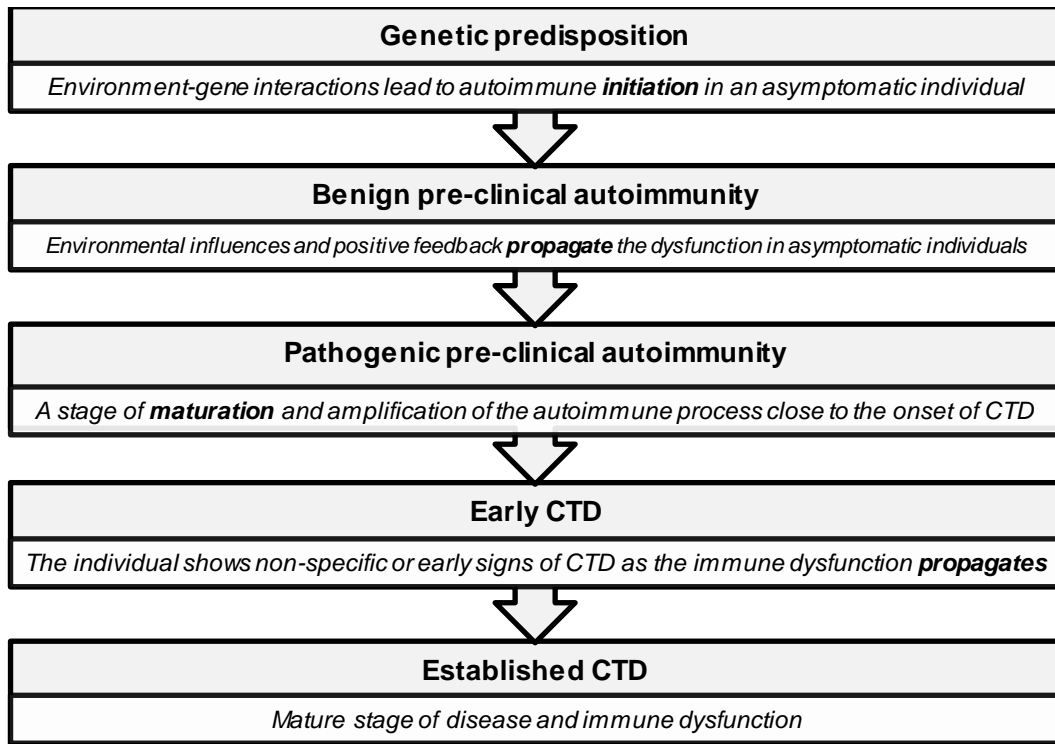 Genetic predisposition
Environment-gene interactions lead to autoimmune initiation in an asymptomatic individual
Benign pre-clinical autoimmunity
Environmental influences and positive feedback propagate the dysfunction in asymptomatic individuals
Pathogenic pre-clinical autoimmunity
A stage of maturation and amplification of the autoimmune process close to the onset of CTD
Early CTD
The individual shows non-specific or early signs of CTD as the immune dysfunction propagates
Established CTD
Mature stage of disease and immune dysfunction